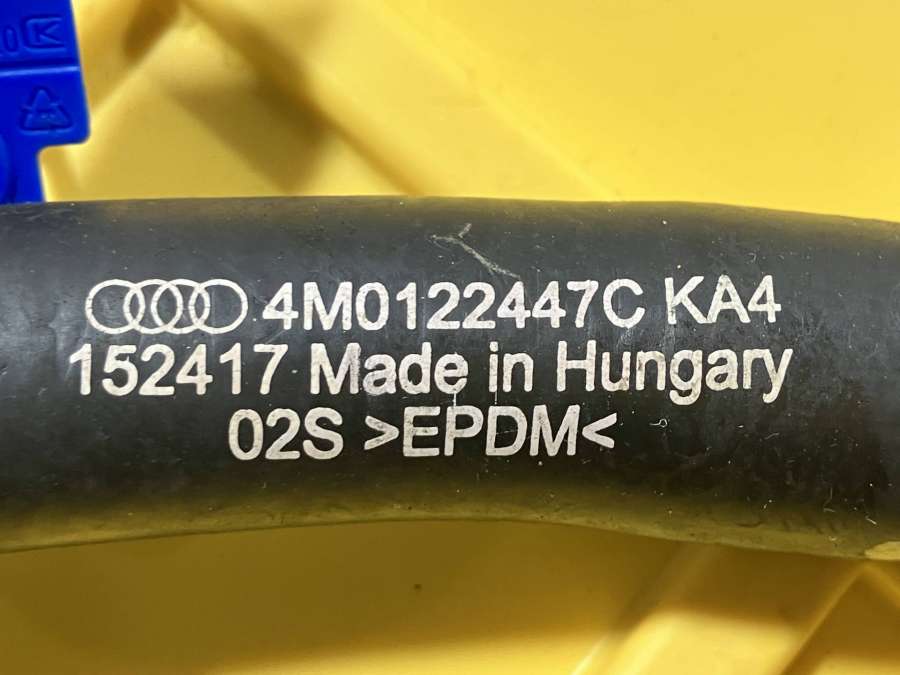 4M0122447C KA4
152417 Made in Hungary
02S >EPDM<